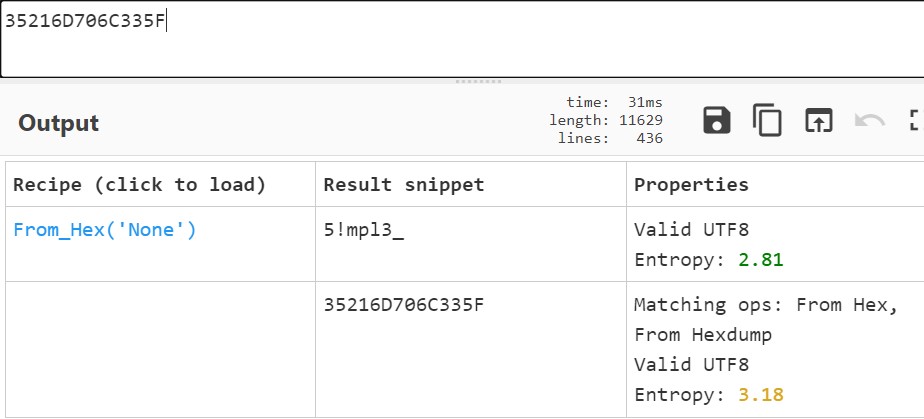 35216D706C335F
Output
time: 31ms
length: 11629
lines: 436
Recipe (click to load) Result snippet Properties
From_Hex('None') 5!mpl3_ Valid UTF8
Entropy: 2.81
35216D706C335F Matching ops: From Hex,
From Hexdump
Valid UTF8
Entropy: 3.18